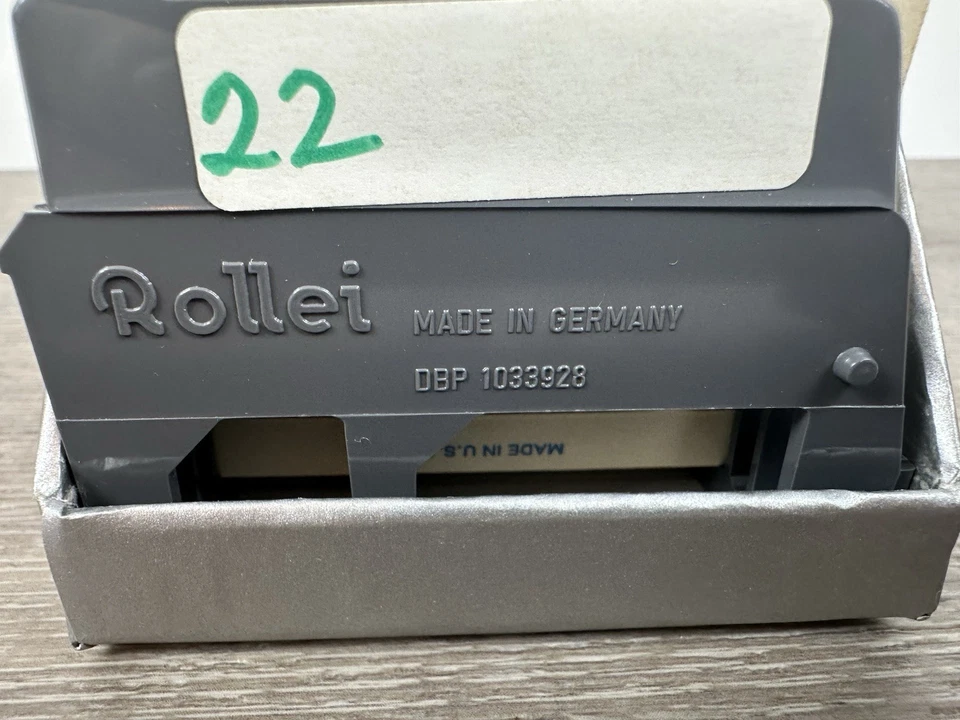 22
Rollei
MADE IN GERMANY
DBP 1033928
MADE IN U.S.